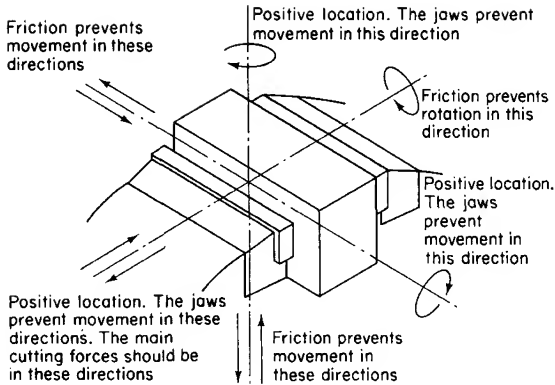 Positive location. The jaws prevent
movement in this direction
Friction prevents
movement in these
directions
Friction prevents
rotation in this
direction
Positive location.
The jaws
prevent
movement in
this direction
Positive location. The jaws
prevent movement in these
directions. The main
cutting forces should be
in these directions
Friction prevents
movement in
these directions